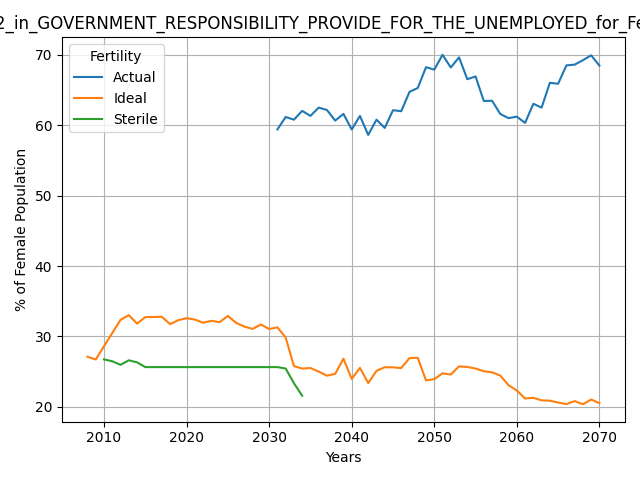 2_in_GOVERNMENT_RESPONSIBILITY_PROVIDE_FOR_THE_UNEMPLOYED_for_Fe
Fertility
Actual
Ideal
Sterile
% of Female Population
70
60
50
40
30
20
2010 2020 2030 2040 2050 2060 2070
Years